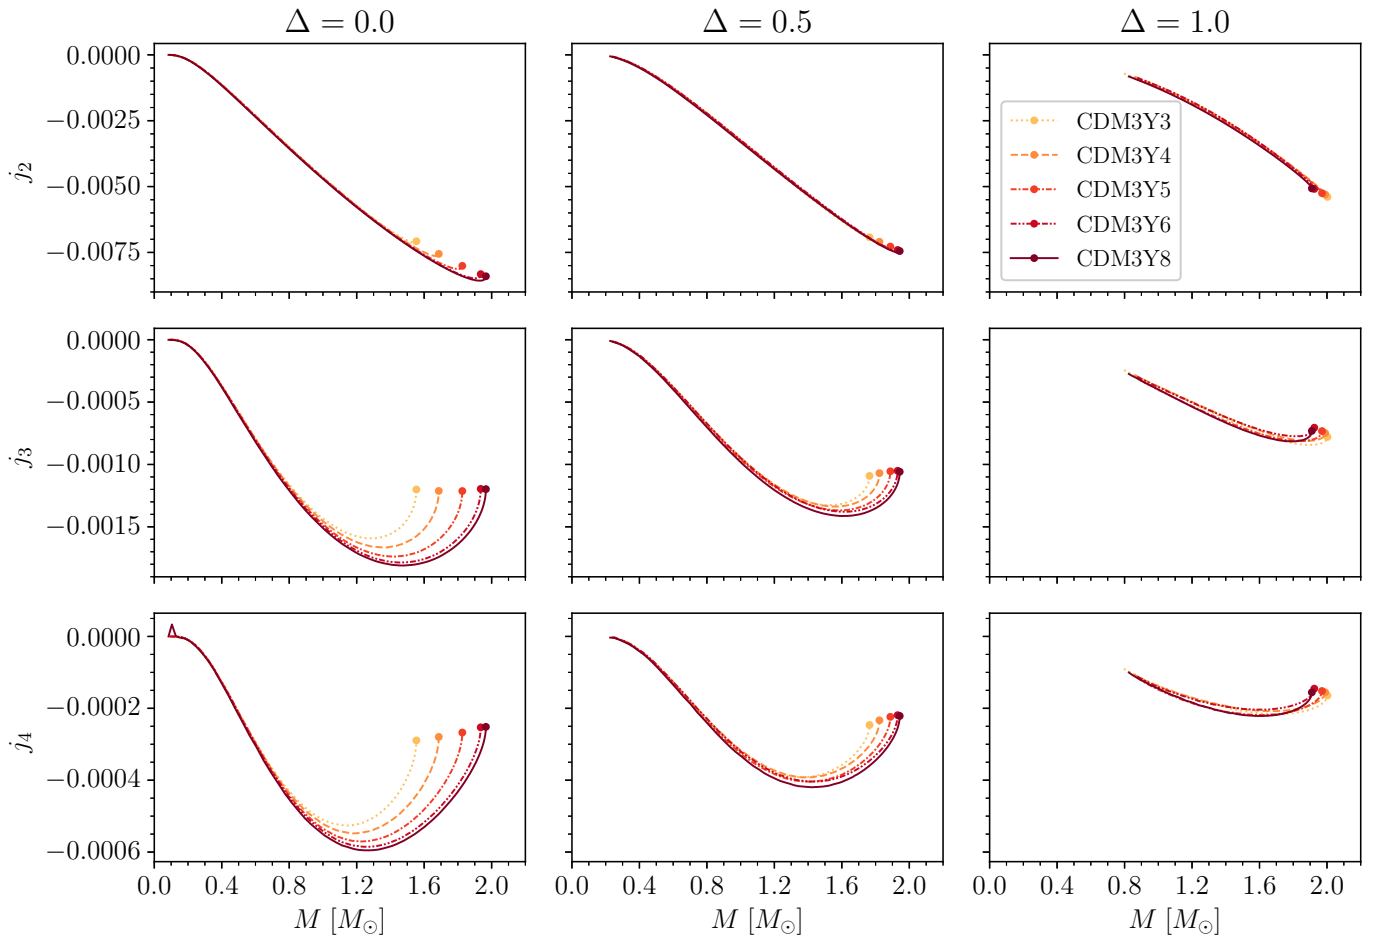 Δ = 0.0
Δ = 0.5
Δ = 1.0
0.0000
−0.0025
−0.0050
−0.0075
j₂
CDM3Y3
CDM3Y4
CDM3Y5
CDM3Y6
CDM3Y8
0.0000
−0.0005
−0.0010
−0.0015
j₃
0.0000
−0.0002
−0.0004
−0.0006
j₄
0.0 0.4 0.8 1.2 1.6 2.0
0.0 0.4 0.8 1.2 1.6 2.0
0.0 0.4 0.8 1.2 1.6 2.0
M [M☉]
M [M☉]
M [M☉]